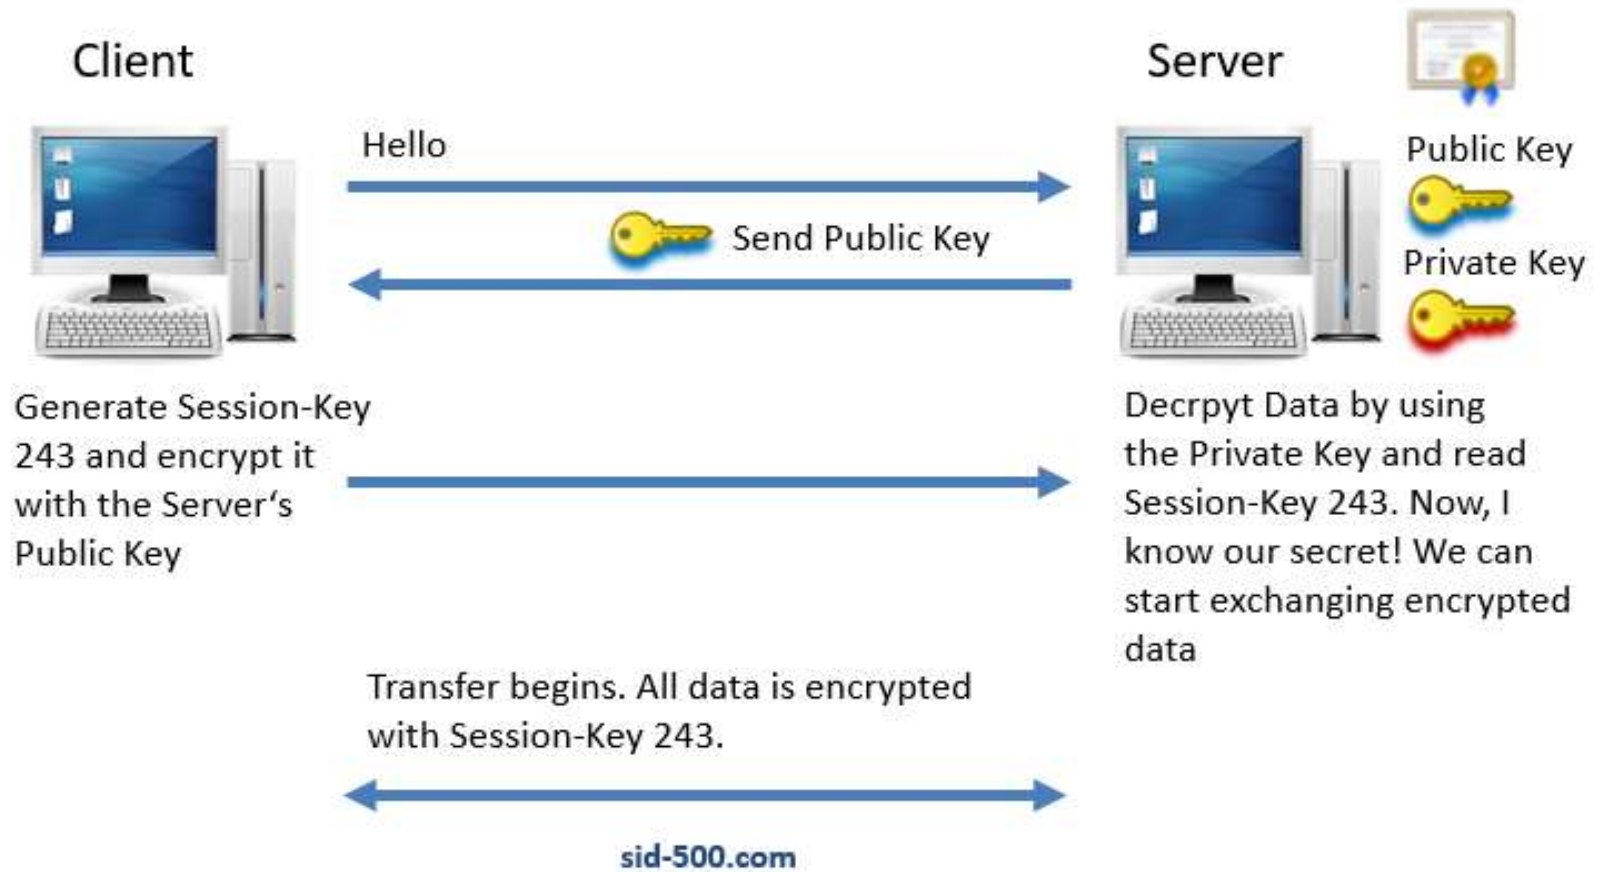 Client
Server
Hello
Public Key
Send Public Key
Private Key
Generate Session-Key
243 and encrypt it
with the Server‘s
Public Key
Decrpyt Data by using
the Private Key and read
Session-Key 243. Now, I
know our secret! We can
start exchanging encrypted
data
Transfer begins. All data is encrypted
with Session-Key 243.
sid-500.com